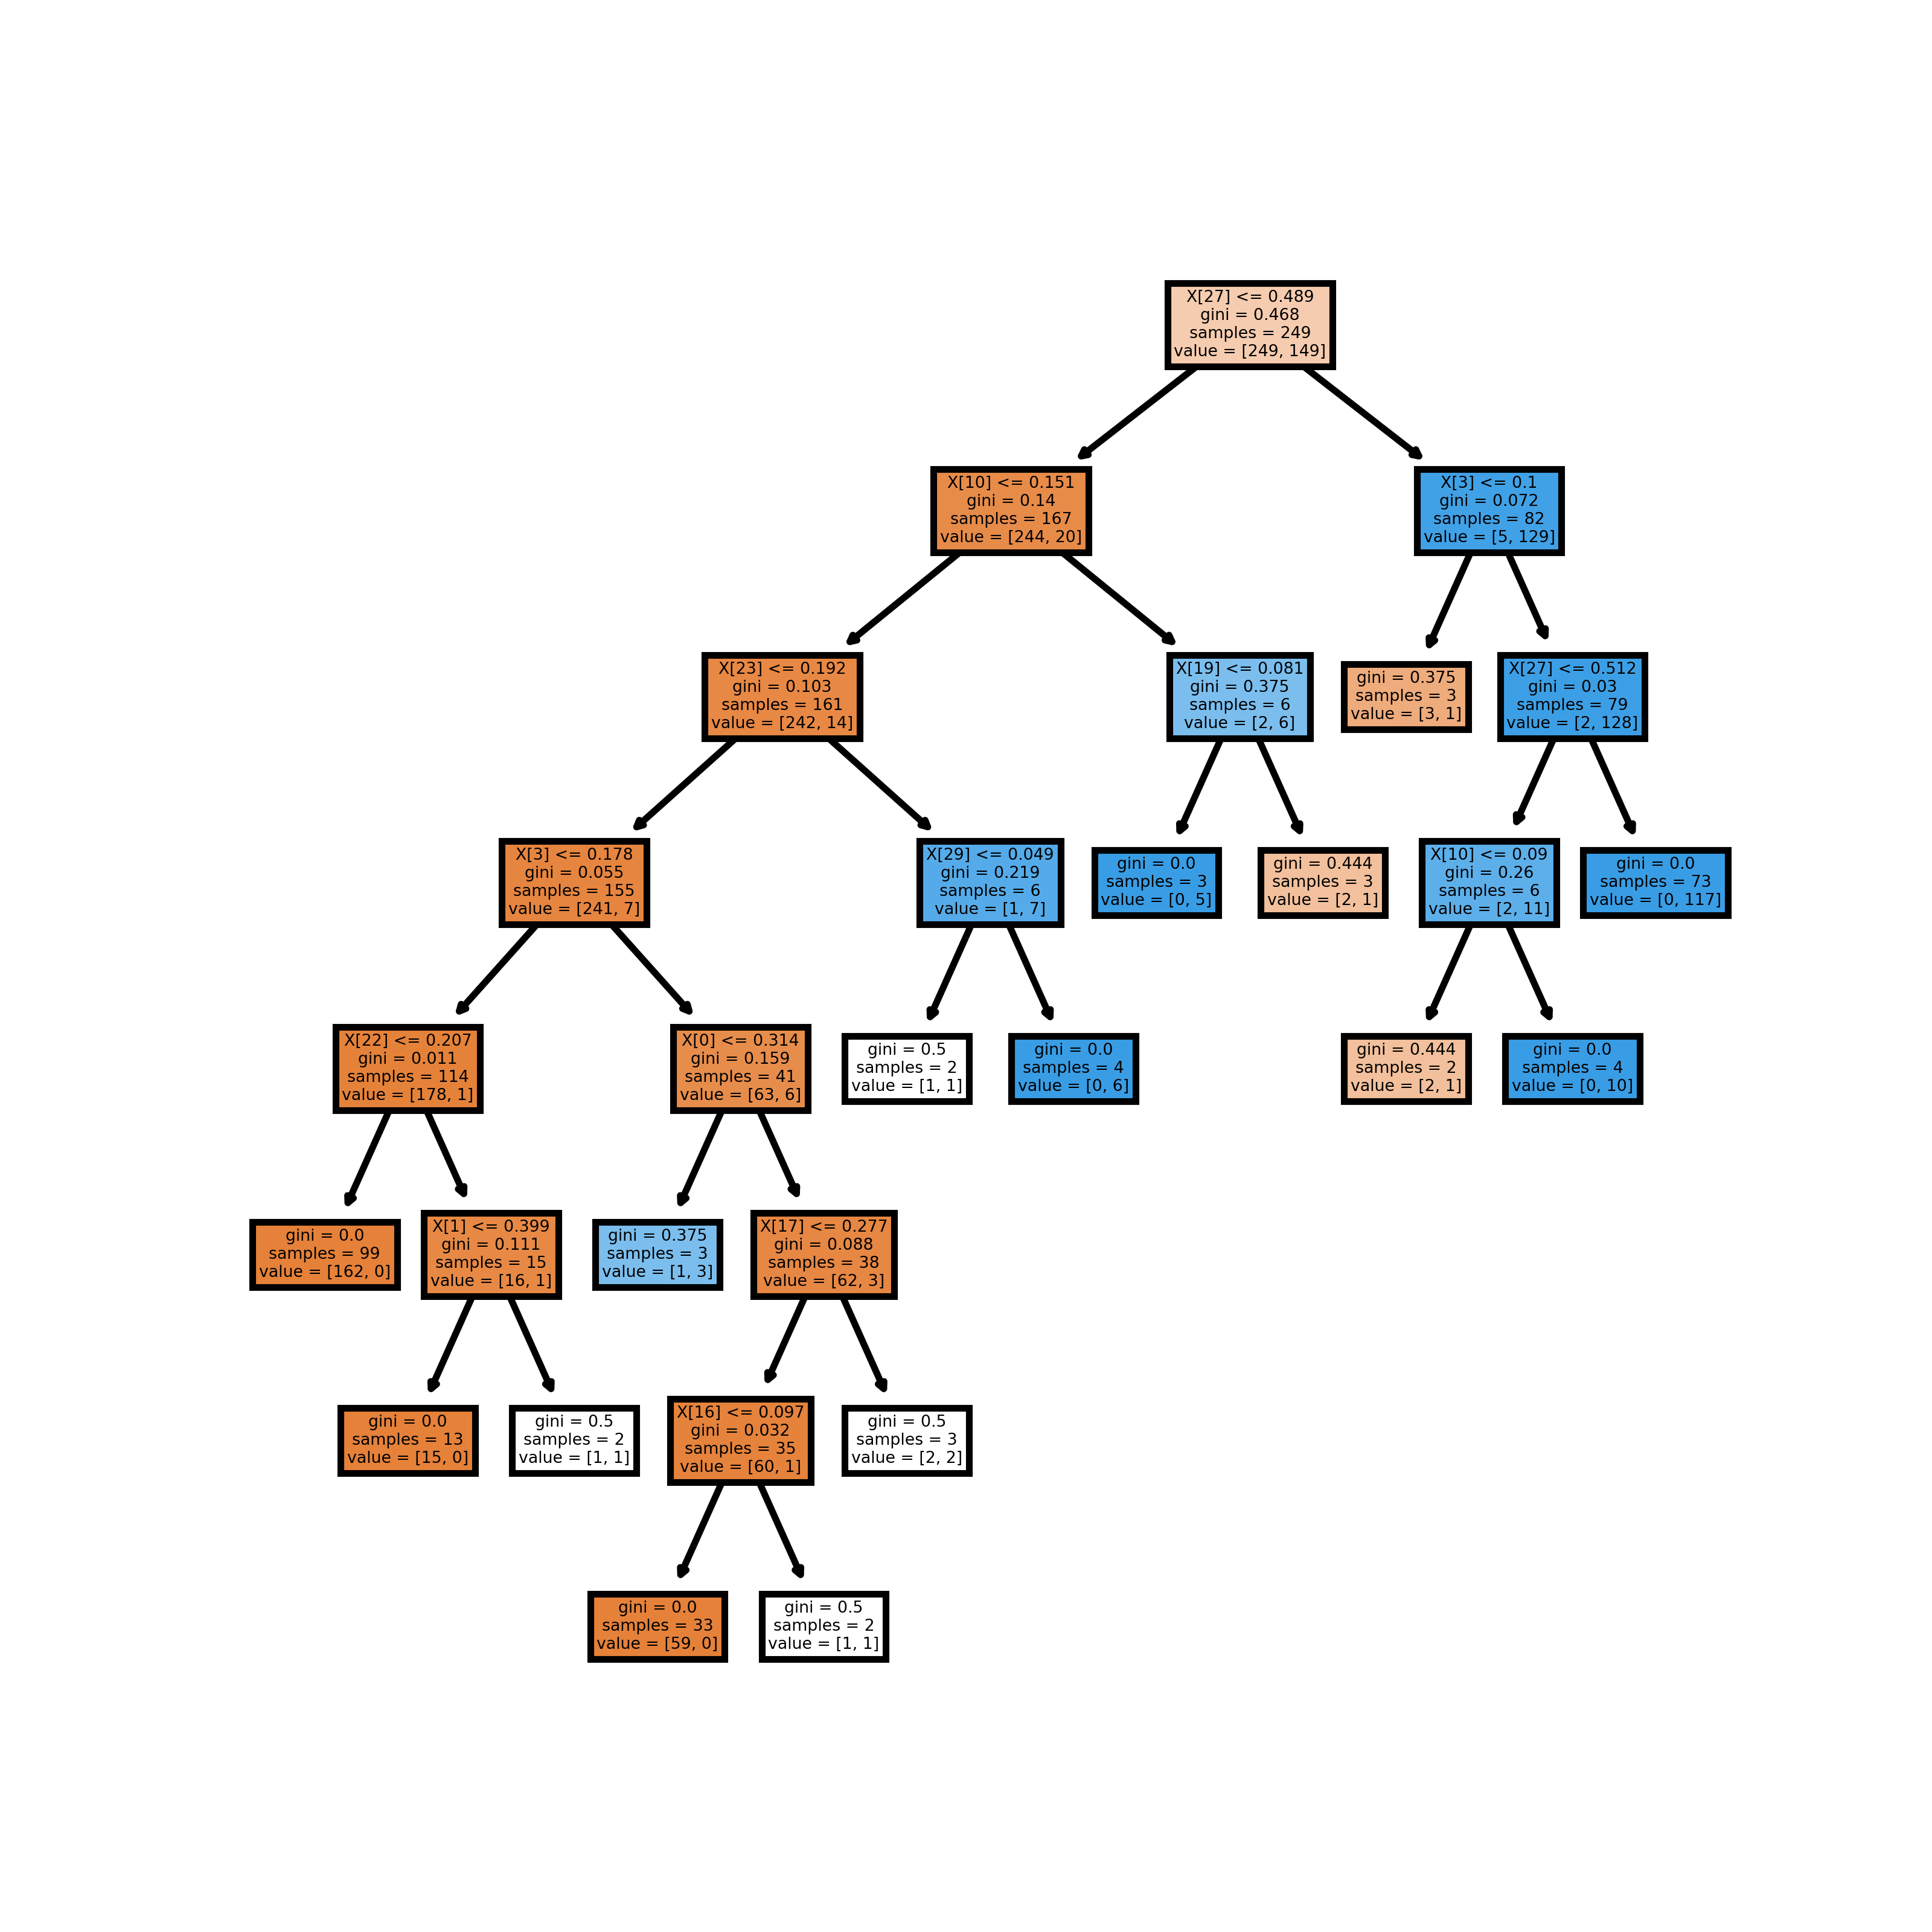 X[27] <= 0.489
gini = 0.468
samples = 249
value = [249, 149]
X[10] <= 0.151
gini = 0.14
samples = 167
value = [244, 20]
X[3] <= 0.1
gini = 0.072
samples = 82
value = [5, 129]
X[23] <= 0.192
gini = 0.103
samples = 161
value = [242, 14]
X[19] <= 0.081
gini = 0.375
samples = 6
value = [2, 6]
gini = 0.375
samples = 3
value = [3, 1]
X[27] <= 0.512
gini = 0.03
samples = 79
value = [2, 128]
X[3] <= 0.178
gini = 0.055
samples = 155
value = [241, 7]
X[29] <= 0.049
gini = 0.219
samples = 6
value = [1, 7]
gini = 0.0
samples = 3
value = [0, 5]
gini = 0.444
samples = 3
value = [2, 1]
X[10] <= 0.09
gini = 0.26
samples = 6
value = [2, 11]
gini = 0.0
samples = 73
value = [0, 117]
X[22] <= 0.207
gini = 0.011
samples = 114
value = [178, 1]
X[0] <= 0.314
gini = 0.159
samples = 41
value = [63, 6]
gini = 0.5
samples = 2
value = [1, 1]
gini = 0.0
samples = 4
value = [0, 6]
gini = 0.444
samples = 2
value = [2, 1]
gini = 0.0
samples = 4
value = [0, 10]
gini = 0.0
samples = 99
value = [162, 0]
X[1] <= 0.399
gini = 0.111
samples = 15
value = [16, 1]
gini = 0.375
samples = 3
value = [1, 3]
X[17] <= 0.277
gini = 0.088
samples = 38
value = [62, 3]
gini = 0.0
samples = 13
value = [15, 0]
gini = 0.5
samples = 2
value = [1, 1]
X[16] <= 0.097
gini = 0.032
samples = 35
value = [60, 1]
gini = 0.5
samples = 3
value = [2, 2]
gini = 0.0
samples = 33
value = [59, 0]
gini = 0.5
samples = 2
value = [1, 1]